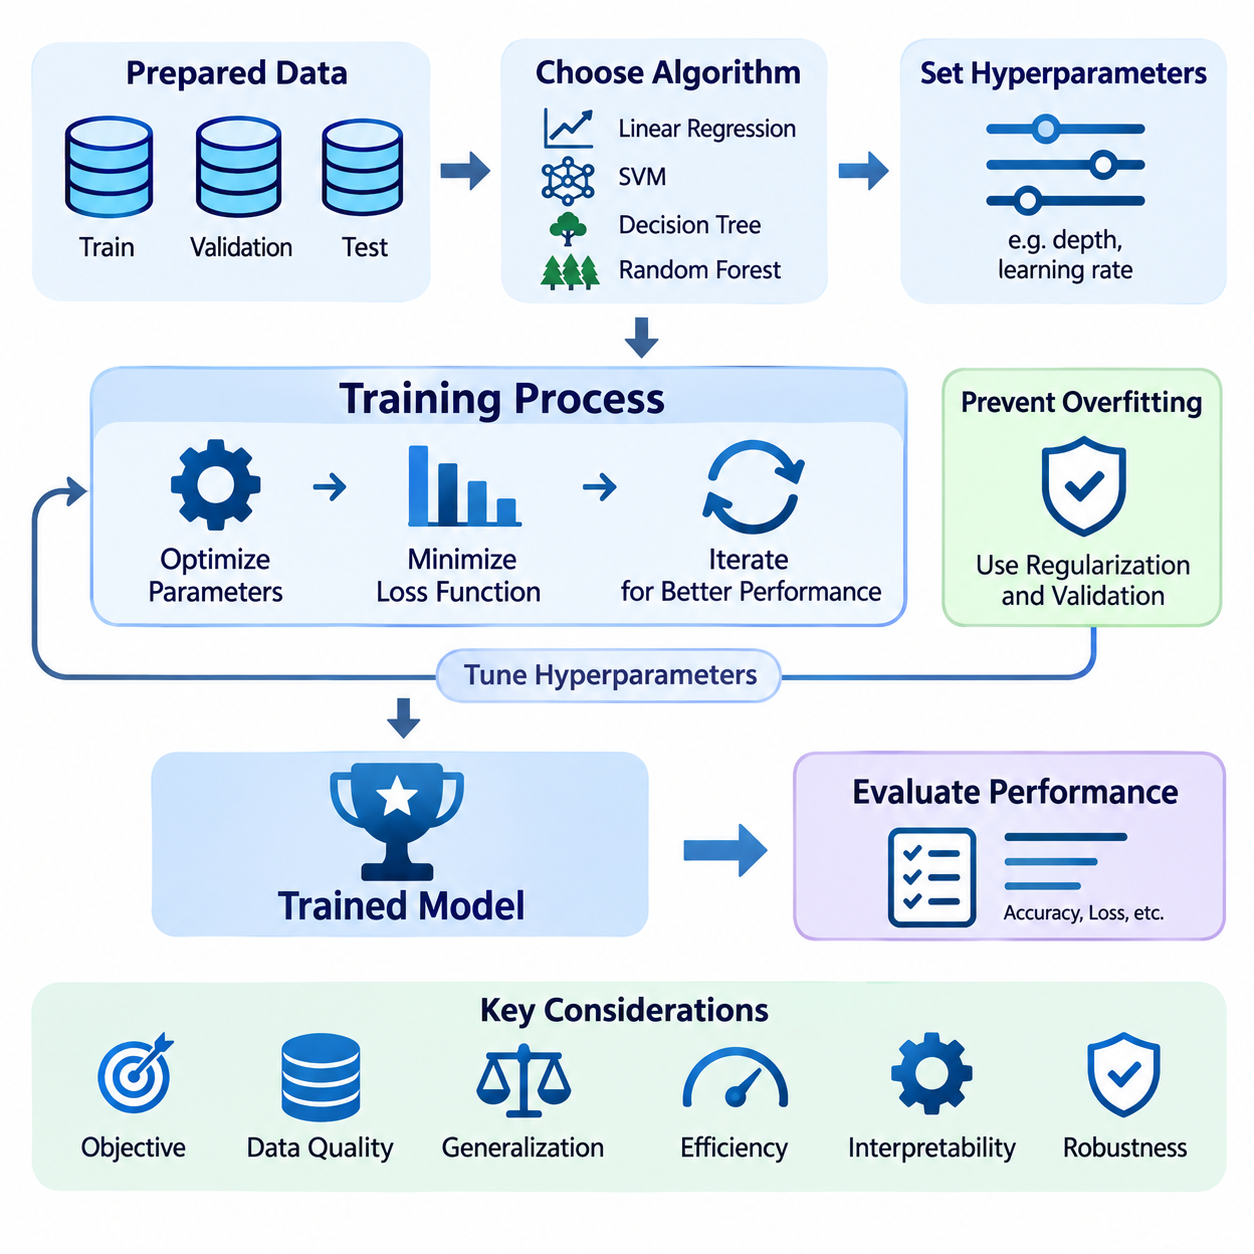 Prepared Data
Train
Validation
Test
Choose Algorithm
Linear Regression
SVM
Decision Tree
Random Forest
Set Hyperparameters
e.g. depth,
learning rate
Training Process
Optimize
Parameters
Minimize
Loss Function
Iterate
for Better Performance
Prevent Overfitting
Use Regularization
and Validation
Tune Hyperparameters
Trained Model
Evaluate Performance
Accuracy, Loss, etc.
Key Considerations
Objective
Data Quality
Generalization
Efficiency
Interpretability
Robustness